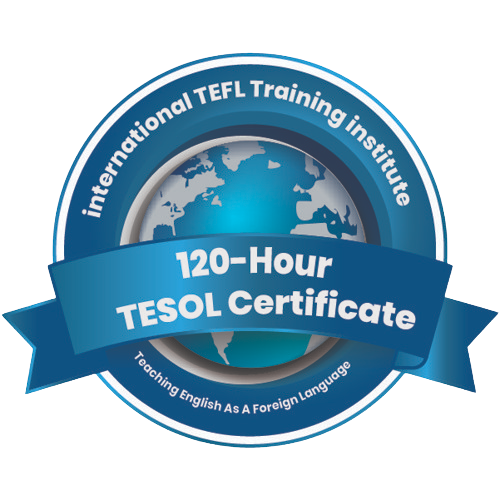 international TEFL Training institute
120-Hour
TESOL Certificate
Teaching English As A Foreign Language